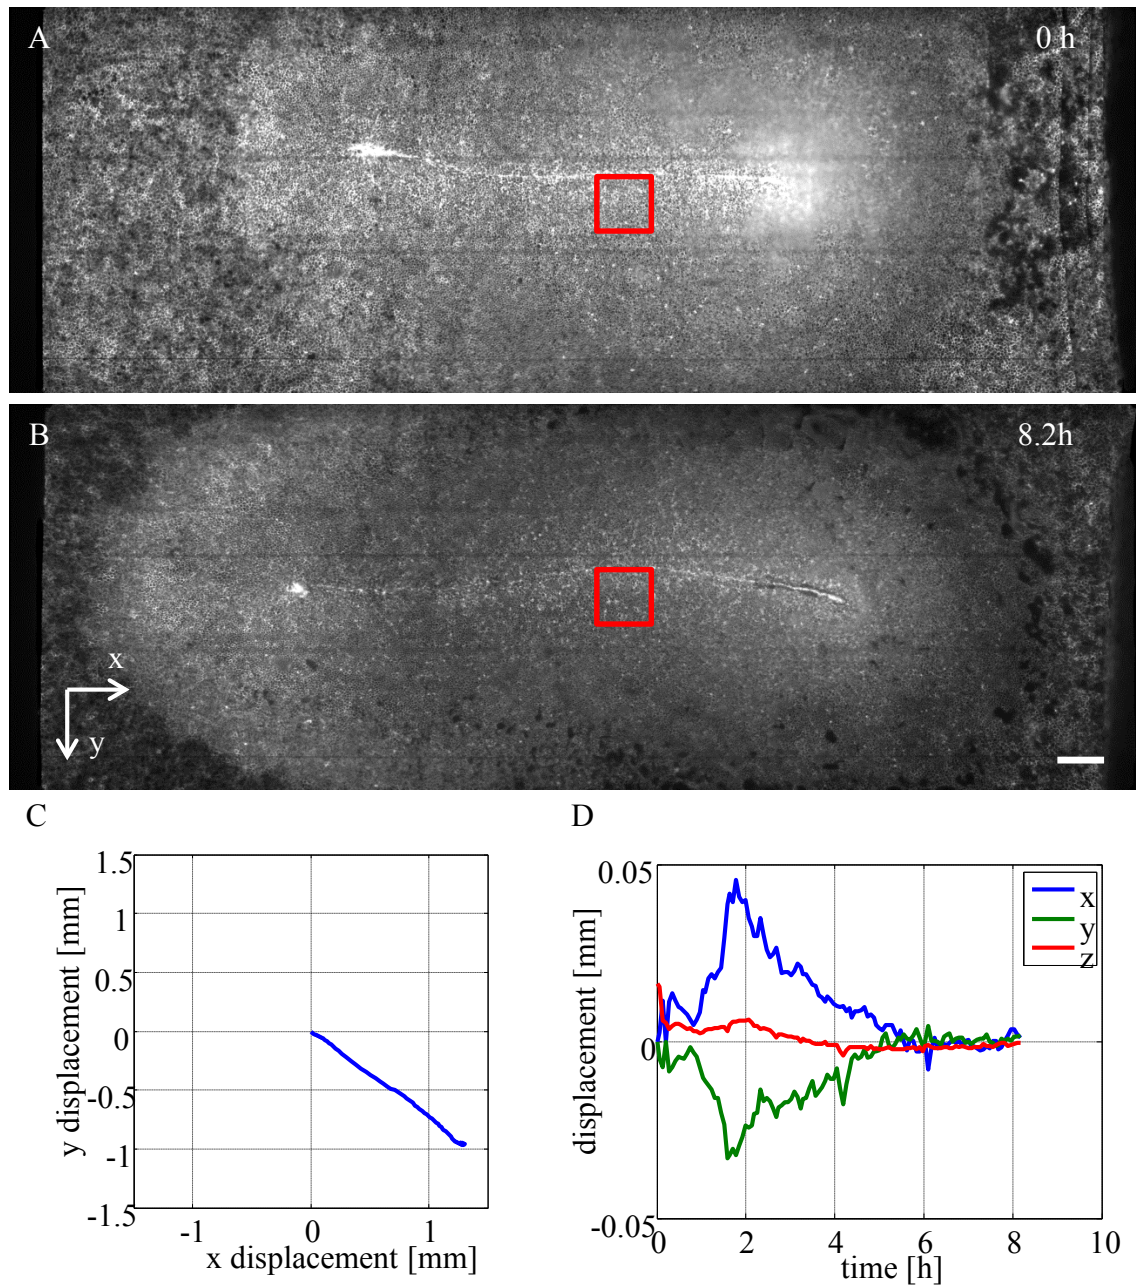 A
0 h
B
8.2h
x
y
C
D
1.5
1
0.5
0
-0.5
-1
-1.5
-1
0
1
y displacement [mm]
x displacement [mm]
0.05
0
-0.05
0
2
4
6
8
10
displacement [mm]
time [h]
x
y
z